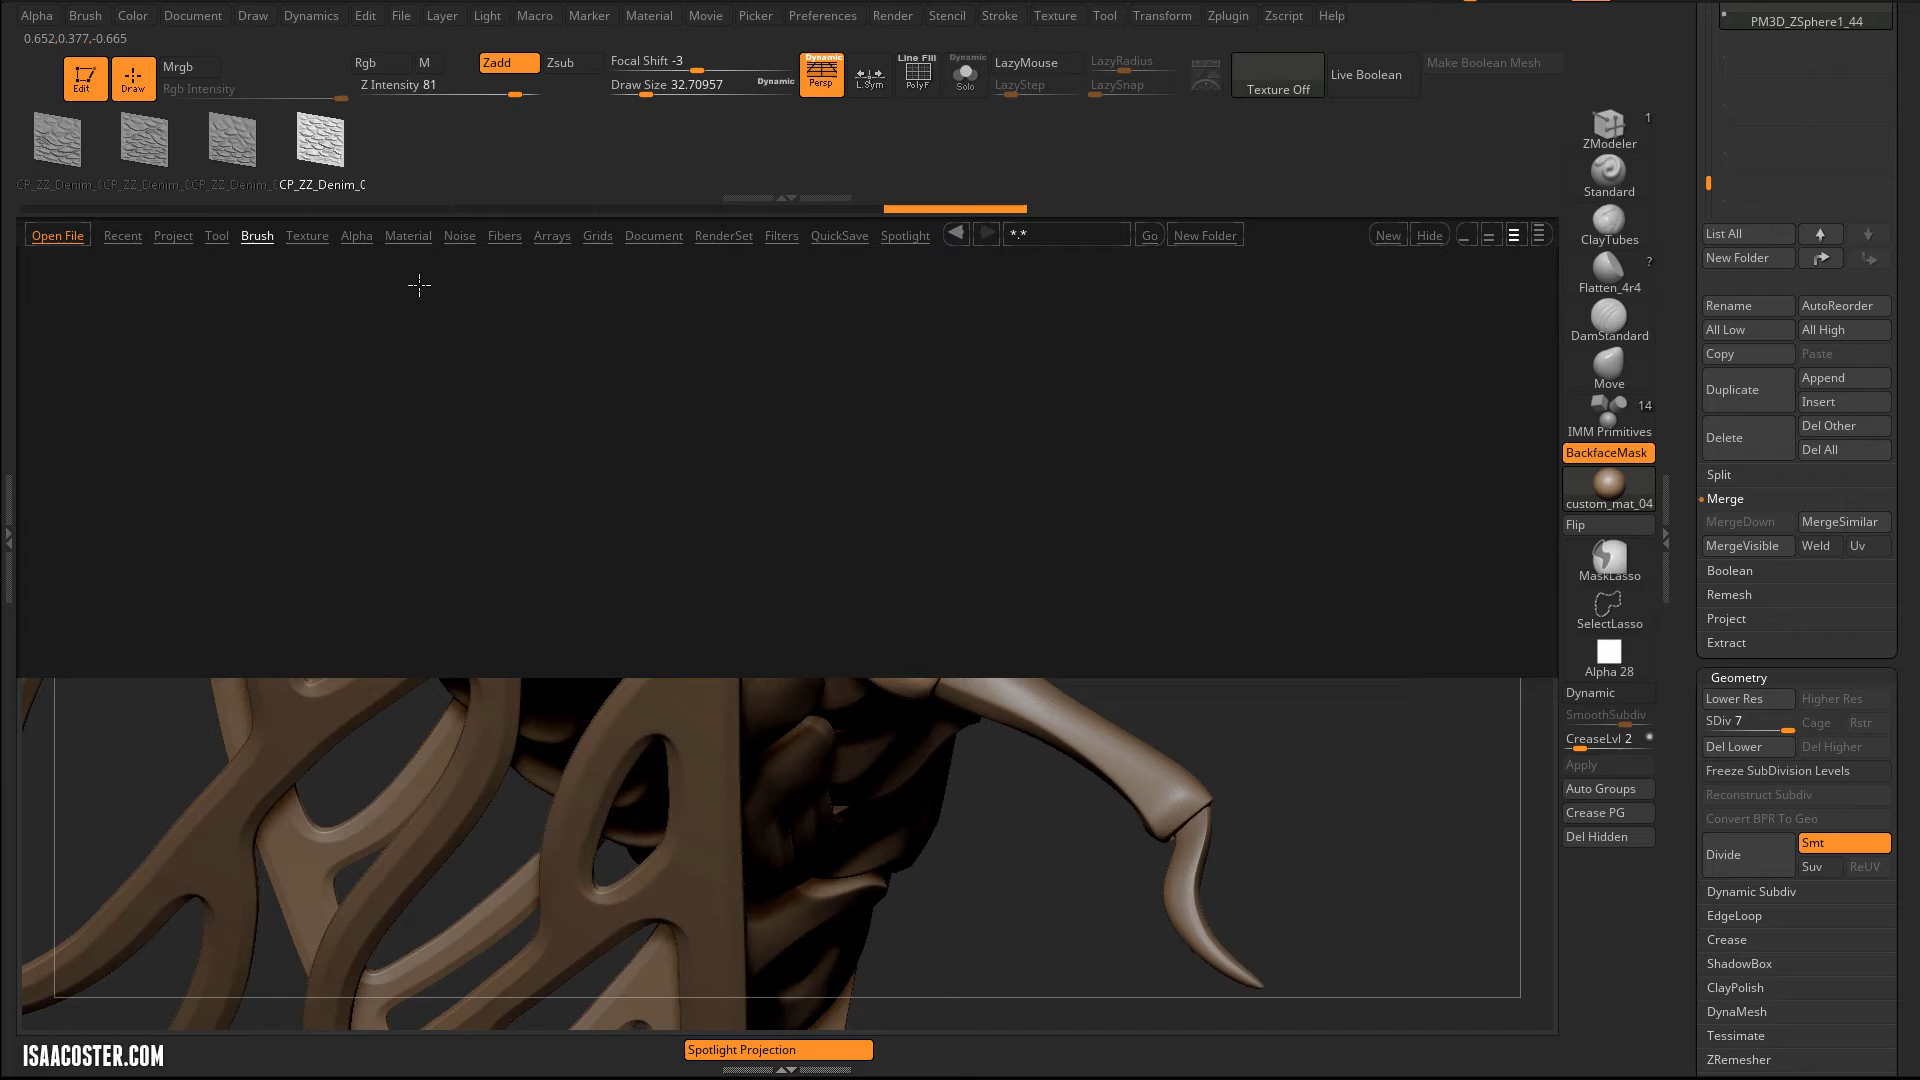 Alpha Brush Color Document Draw Dynamics Edit File Layer Light Macro Marker Material Movie Picker Preferences Render Stencil Stroke Texture Tool Transform Zplugin Zscript Help
PM3D_ZSphere1_44
0.652,0.377,-0.665
Edit
Draw
Mrgb
Rgb Intensity
Rgb M
Z Intensity 81
Zadd
Zsub
Focal Shift -3
Draw Size 32.70957
Dynamic
Dynamic
Persp
L.Sym
Line Fill
PolyF
Dynamic
Solo
LazyMouse
LazyStep
LazyRadius
LazySnap
Texture Off
Live Boolean
Make Boolean Mesh
CP_ZZ_Denim_0
CP_ZZ_Denim_0
CP_ZZ_Denim_0
CP_ZZ_Denim_0
Open File Recent Project Tool Brush Texture Alpha Material Noise Fibers Arrays Grids Document RenderSet Filters QuickSave Spotlight *.* Go New Folder New Hide
1
ZModeler
Standard
ClayTubes
?
Flatten_4r4
DamStandard
Move
14
IMM Primitives
BackfaceMask
custom_mat_04
Flip
MaskLasso
SelectLasso
Alpha 28
Dynamic
SmoothSubdiv
CreaseLvl 2
Apply
Auto Groups
Crease PG
Del Hidden
List All
New Folder
Rename AutoReorder
All Low All High
Copy Paste
Duplicate Append
Insert
Delete Del Other
Del All
Split
Merge
MergeDown MergeSimilar
MergeVisible Weld Uv
Boolean
Remesh
Project
Extract
Geometry
Lower Res Higher Res
SDiv 7 Cage Rstr
Del Lower Del Higher
Freeze SubDivision Levels
Reconstruct Subdiv
Convert BPR To Geo
Divide Smt
Suv ReUV
Dynamic Subdiv
EdgeLoop
Crease
ShadowBox
ClayPolish
DynaMesh
Tessimate
ZRemesher
ISAACOSTER.COM
Spotlight Projection